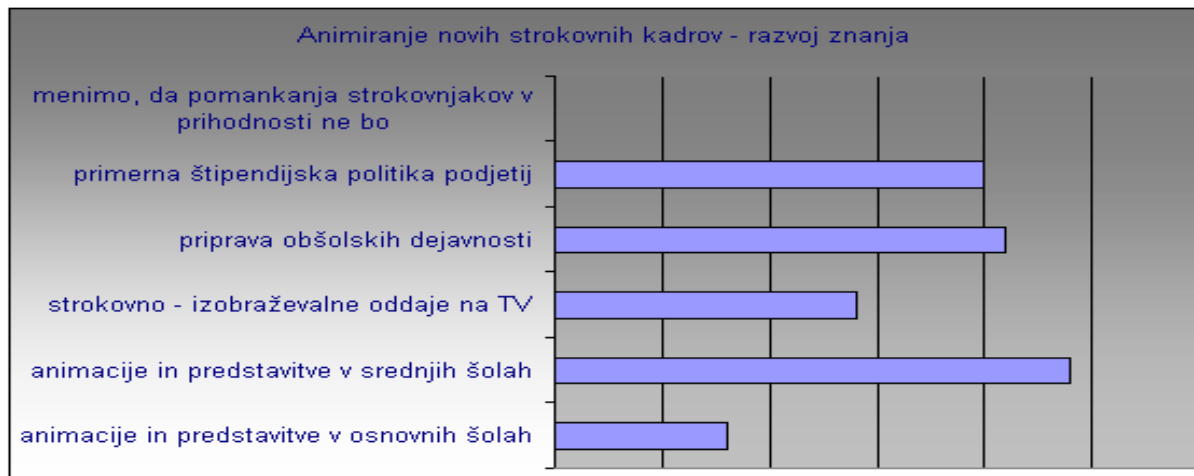 Animiranje novih strokovnih kadrov - razvoj znanja
menimo, da pomankanja strokovnjakov v
prihodnosti ne bo
primerna štipendijska politika podjetij
priprava obšolskih dejavnosti
strokovno - izobraževalne oddaje na TV
animacije in predstavitve v srednjih šolah
animacije in predstavitve v osnovnih šolah